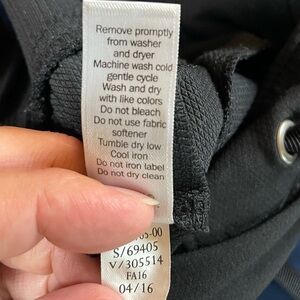 Remove promptly
from washer
and dryer
Machine wash cold
gentle cycle
Wash and dry
with like colors
Do not bleach
Do not use fabric
softener
Tumble dry low
Cool iron
Do not iron label
Do not dry clean
S/69405
V/305514
FA16
04/16